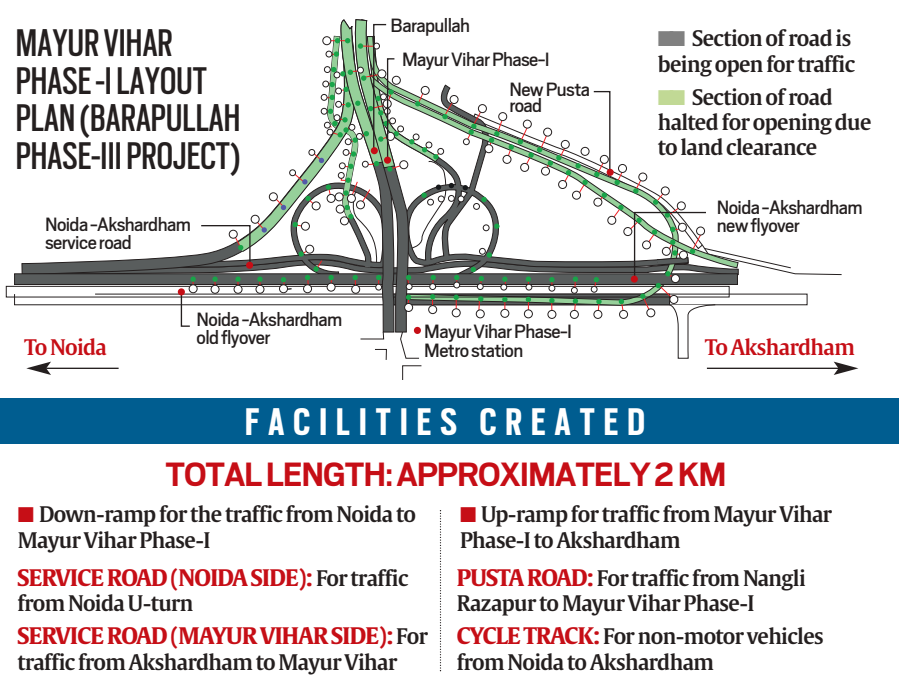 MAYUR VIHAR
PHASE -I LAYOUT
PLAN (BARAPULLAH
PHASE-III PROJECT)
Barapullah
Mayur Vihar Phase-I
New Pusta
road
Section of road is
being open for traffic
Section of road
halted for opening due
to land clearance
Noida -Akshardham
service road
Noida -Akshardham
new flyover
Noida -Akshardham
old flyover
Mayur Vihar Phase-I
Metro station
To Noida
To Akshardham
FACILITIES CREATED
TOTAL LENGTH: APPROXIMATELY 2 KM
Down-ramp for the traffic from Noida to
Mayur Vihar Phase-I
SERVICE ROAD (NOIDA SIDE): For traffic
from Noida U-turn
SERVICE ROAD (MAYUR VIHAR SIDE): For
traffic from Akshardham to Mayur Vihar
Up-ramp for traffic from Mayur Vihar
Phase-I to Akshardham
PUSTA ROAD: For traffic from Nangli
Razapur to Mayur Vihar Phase-I
CYCLE TRACK: For non-motor vehicles
from Noida to Akshardham